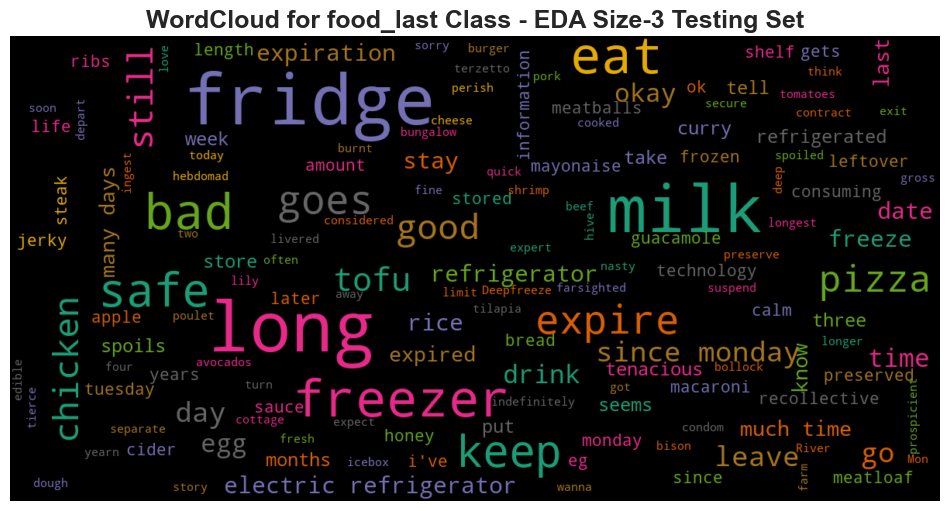 WordCloud for food_last Class - EDA Size-3 Testing Set
ribs
still
love
length
expiration
sorry
burger
terzetto
perish
information
eat
pork
okay
ok
tell
shelf
gets
think
last
soon
life
depart
week
fridge
cheese
bungalow
meatballs
cooked
secure
tomatoes
contract
exit
curry
refrigerated
today
hebdomad
burnt
amount
stay
quick
mayonaise
take
frozen
spoiled
leftover
steak
ingest
many days
bad
goes
fine
stored
shrimp
beef
hive
milk
deep
consuming
gross
date
jerky
two
considered
livered
good
expert
guacamole
longest
preserve
freeze
store
often
tofu
refrigerator
nasty
technology
lily
safe
later
away
limit
Deepfreeze
farsighted
suspend
pizza
chicken
apple
poulet
long
rice
tilapia
expire
calm
three
spoils
avocados
expired
bread
since monday
bollock
know
longer
time
edible
four
years
turn
drink
tenacious
got
macaroni
preserved
tierce
tuesday
day
sauce
cottage
freezer
indefinitely
seems
recollective
prospicient
separate
expect
put
condom
yearn
cider
egg
fresh
honey
keep
monday
bison
much time
River
months
icebox
i've
eg
leave
go
Mon
dough
story
electric refrigerator
wanna
since
farm
meatloaf